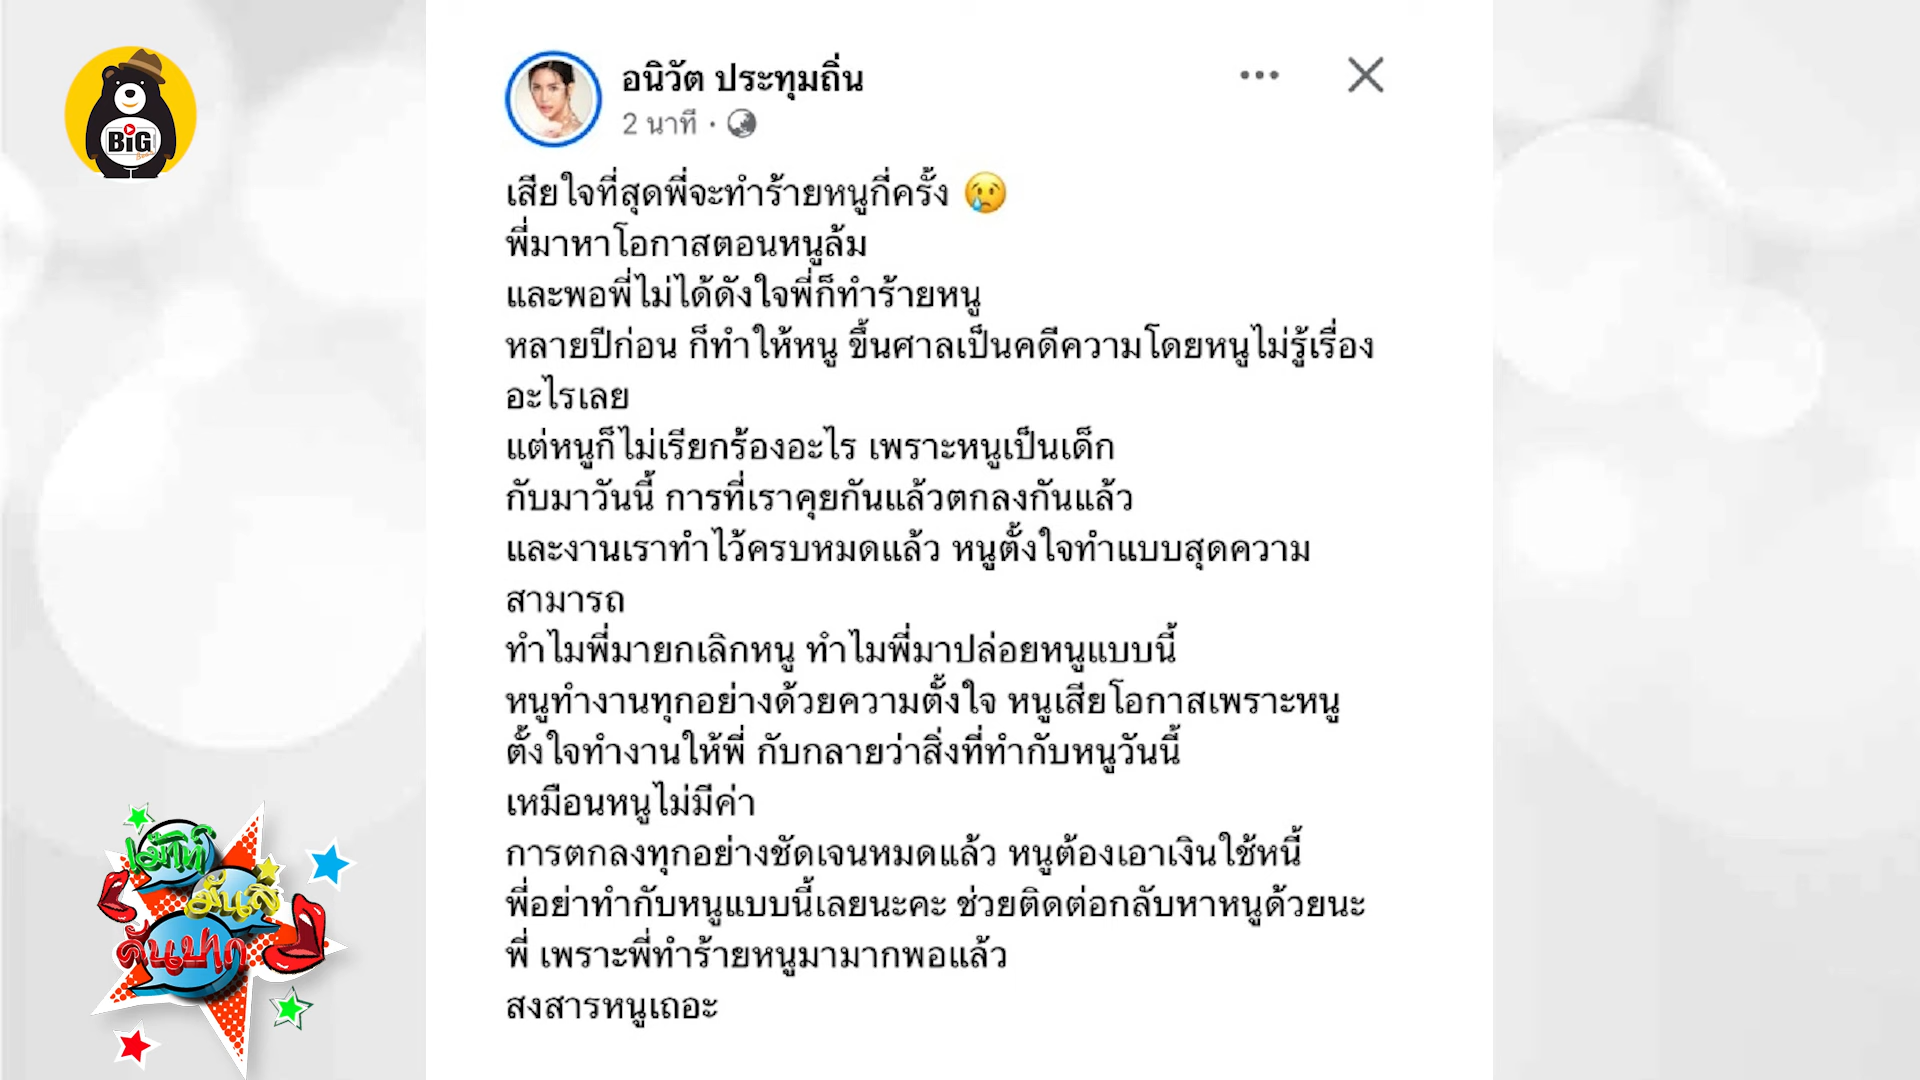 BiG
อนิวัต ประทุมถิ่น
2 นาที ·
เสียใจที่สุดพี่จะทำร้ายหนูกี่ครั้ง 😢
พี่มาหาโอกาสตอนหนูล้ม
และพอพี่ไม่ได้ดังใจพี่ก็ทำร้ายหนู
หลายปีก่อน ก็ทำให้หนู ขึ้นศาลเป็นคดีความโดยหนูไม่รู้เรื่อง
อะไรเลย
แต่หนูก็ไม่เรียกร้องอะไร เพราะหนูเป็นเด็ก
กับมาวันนี้ การที่เราคุยกันแล้วตกลงกันแล้ว
และงานเราทำไว้ครบหมดแล้ว หนูตั้งใจทำแบบสุดความ
สามารถ
ทำไมพี่มายกเลิกหนู ทำไมพี่มาปล่อยหนูแบบนี้
หนูทำงานทุกอย่างด้วยความตั้งใจ หนูเสียโอกาสเพราะหนู
ตั้งใจทำงานให้พี่ กับกลายว่าสิ่งที่ทำกับหนูวันนี้
เหมือนหนูไม่มีค่า
การตกลงทุกอย่างชัดเจนหมดแล้ว หนูต้องเอาเงินใช้หนี้
พี่อย่าทำกับหนูแบบนี้เลยนะคะ ช่วยติดต่อกลับหาหนูด้วยนะ
พี่ เพราะพี่ทำร้ายหนูมามากพอแล้ว
สงสารหนูเถอะ
เม้าท์
มันส์
คันปาก